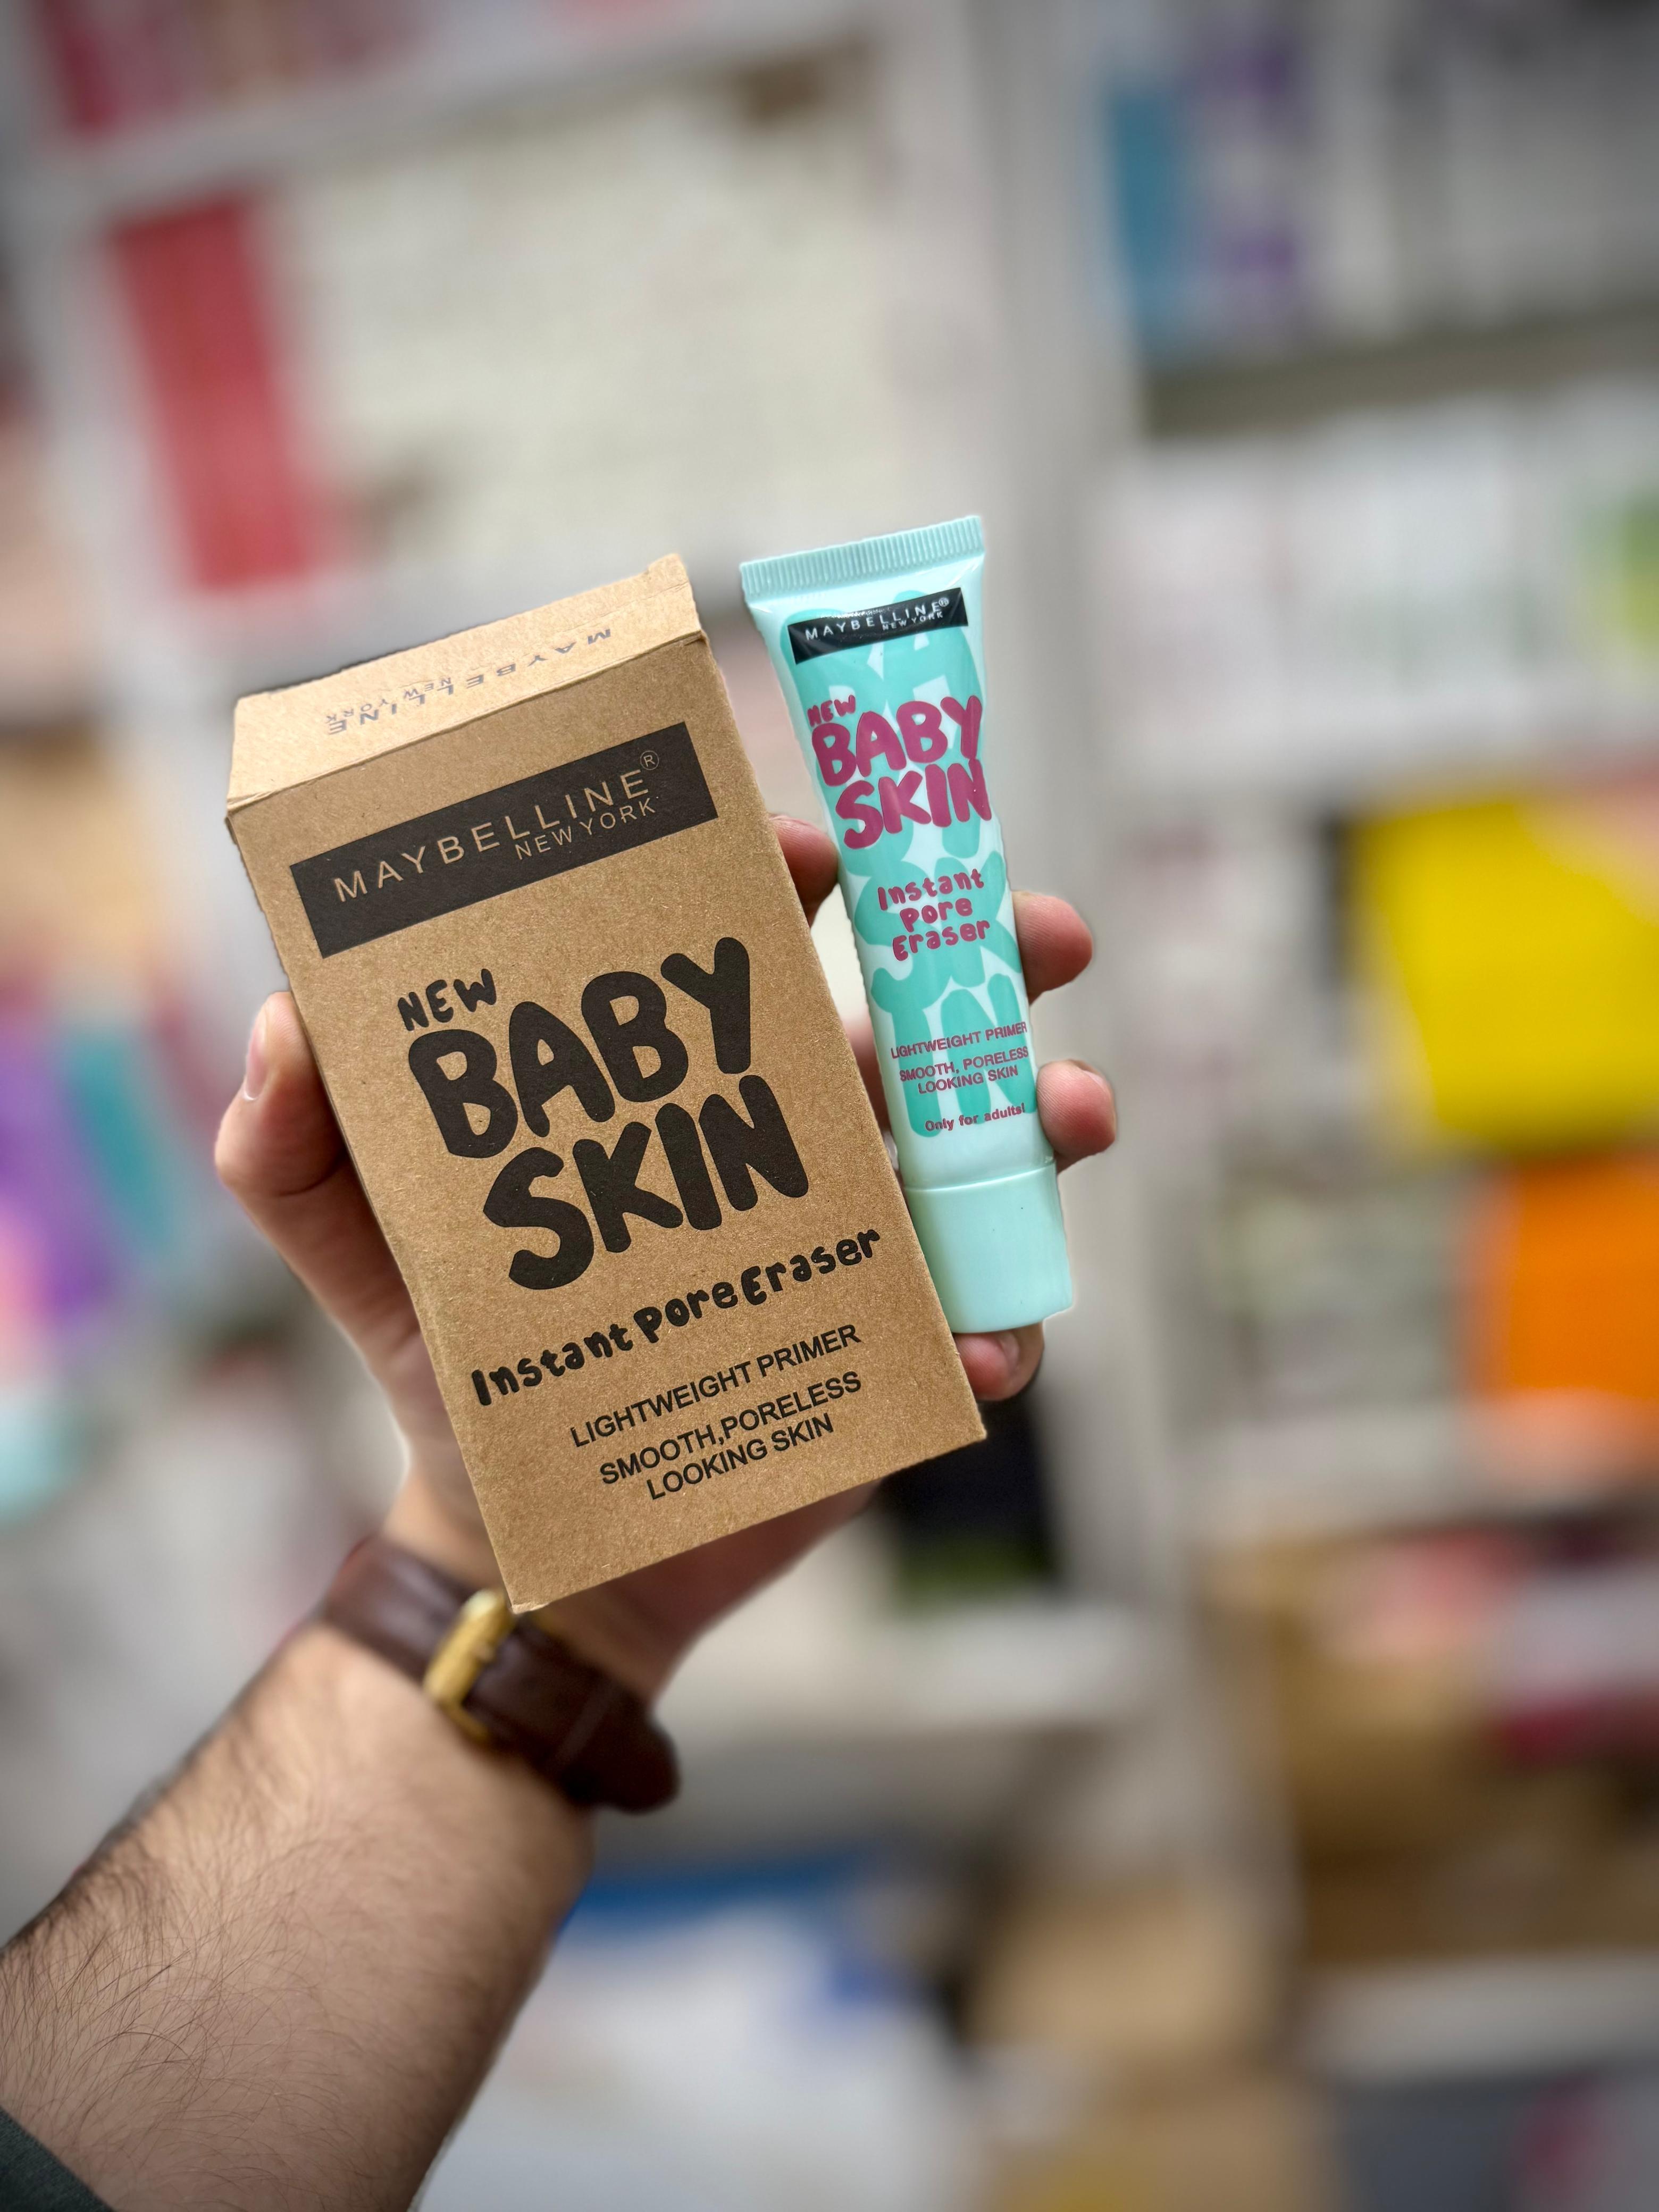 MAYBELLINE
NEW YORK
MAYBELLINE®
NEW YORK
NEW
BABY
SKIN
Instant Pore Eraser
LIGHTWEIGHT PRIMER
SMOOTH,PORELESS
LOOKING SKIN
MAYBELLINE®
NEW YORK
NEW
BABY
SKIN
Instant
Pore
Eraser
LIGHTWEIGHT PRIMER
SMOOTH, PORELESS
LOOKING SKIN
Only for adults!